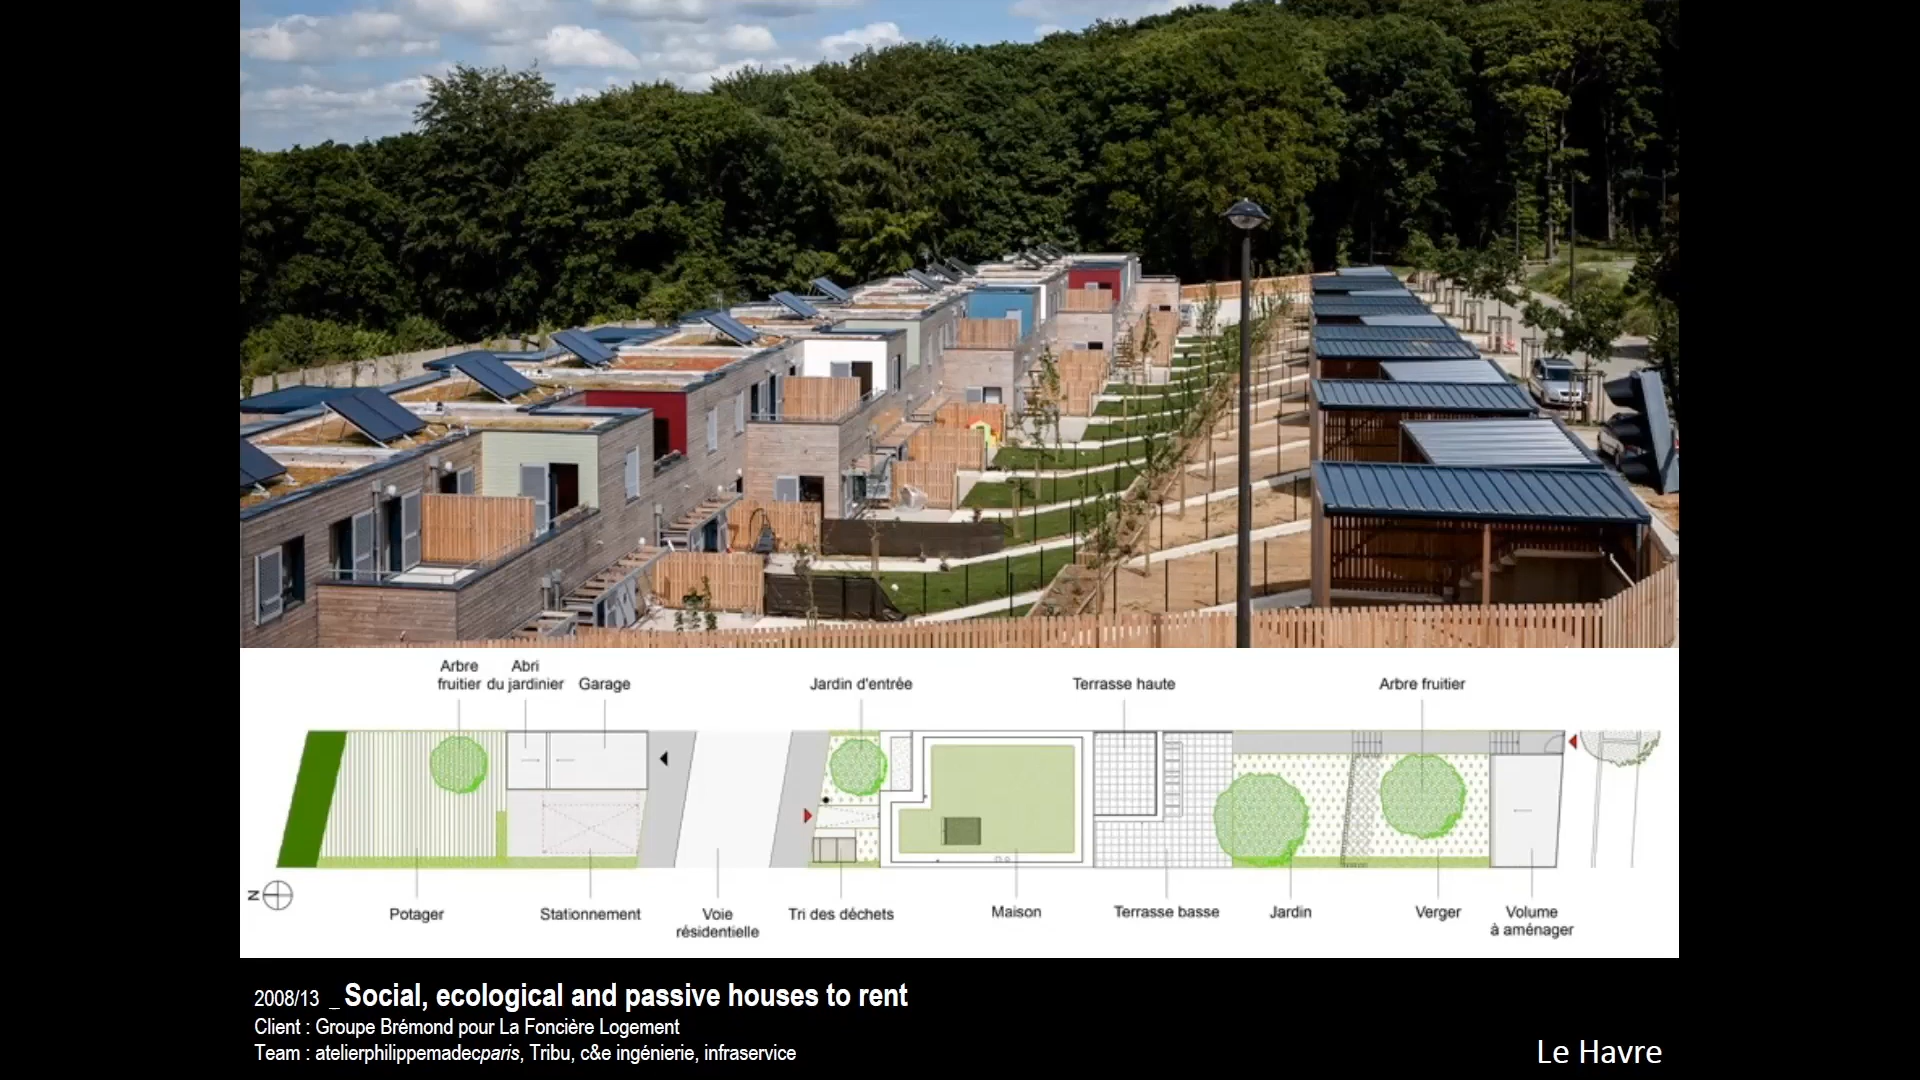 Arbre fruitier
Abri du jardinier
Garage
Jardin d'entrée
Terrasse haute
Arbre fruitier
N
Potager
Stationnement
Voie résidentielle
Tri des déchets
Maison
Terrasse basse
Jardin
Verger
Volume à aménager
2008/13 _ Social, ecological and passive houses to rent
Client : Groupe Brémond pour La Foncière Logement
Team : atelierphilippemadecparis, Tribu, c&e ingénierie, infraservice
Le Havre